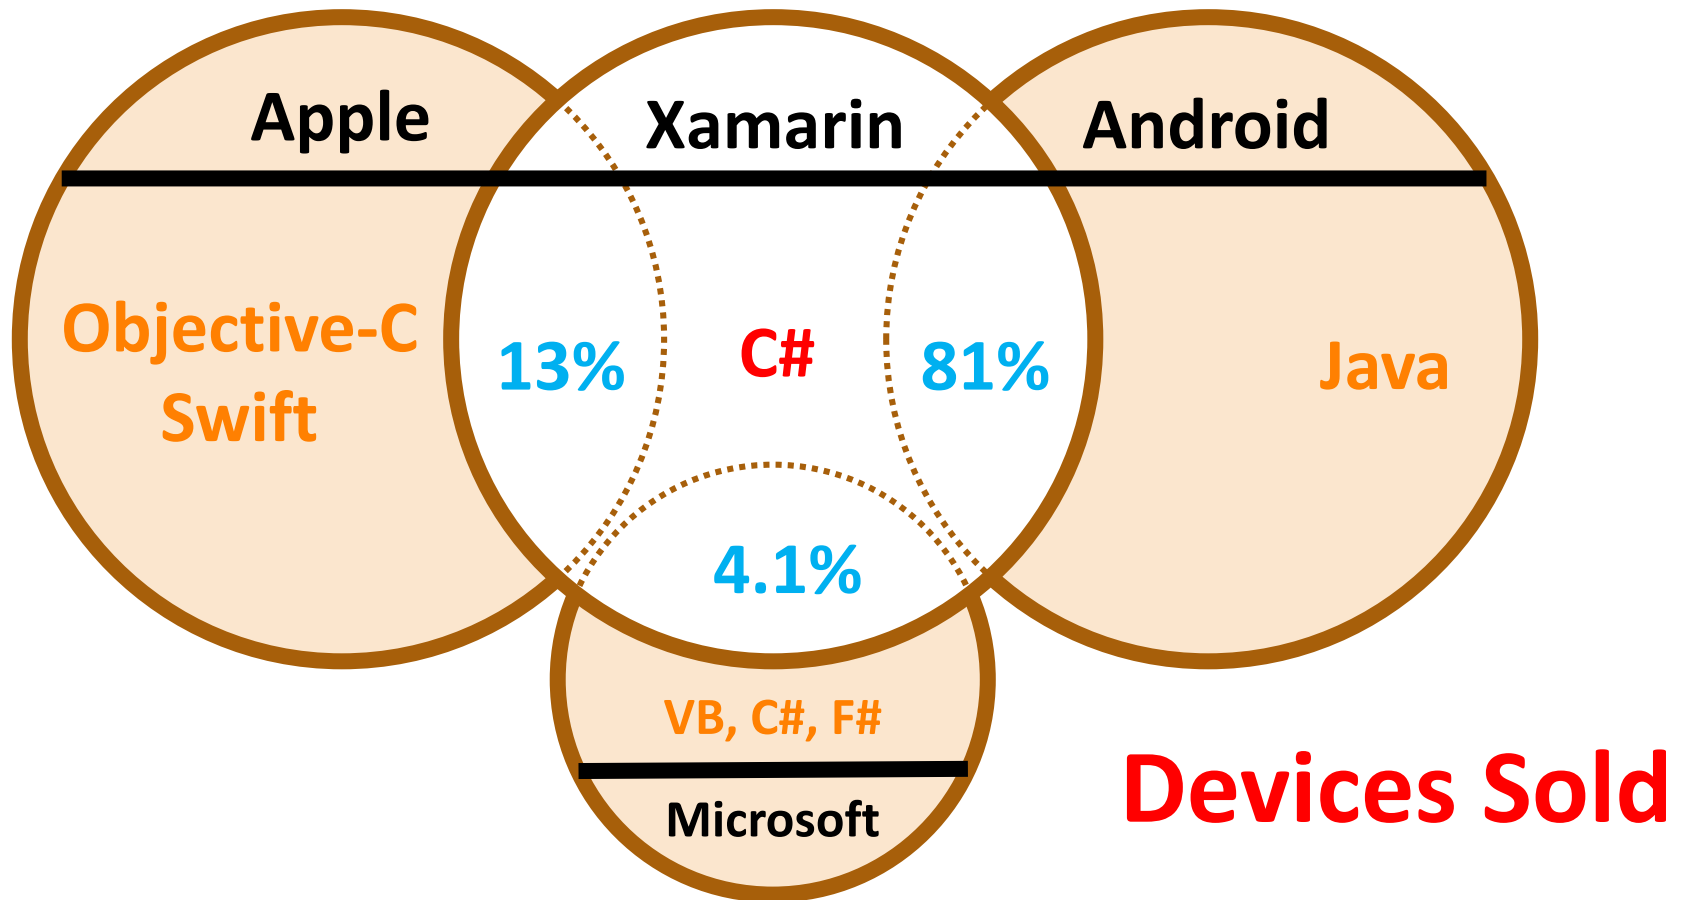 Apple
Xamarin
Android
Objective-C
Swift
13%
C#
81%
Java
4.1%
VB, C#, F#
Microsoft
Devices Sold